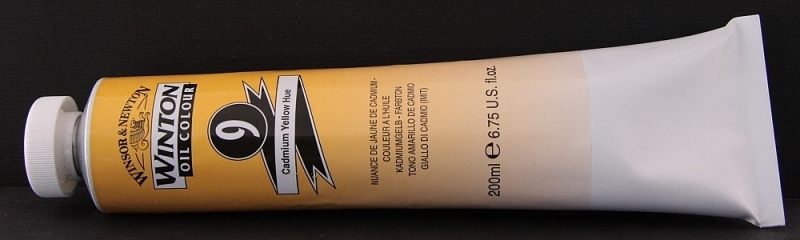 WINSOR & NEWTON
WINTON
OIL COLOUR
9
Cadmium Yellow Hue
NUANCE DE JAUNE DE CADMIUM -
COULEUR A L'HUILE
KADMIUMGELB - FARBTON
TONO AMARILLO DE CADMIO
GIALLO DI CADMIO (IMIT)
200ml e 6.75 U.S. fl.oz.